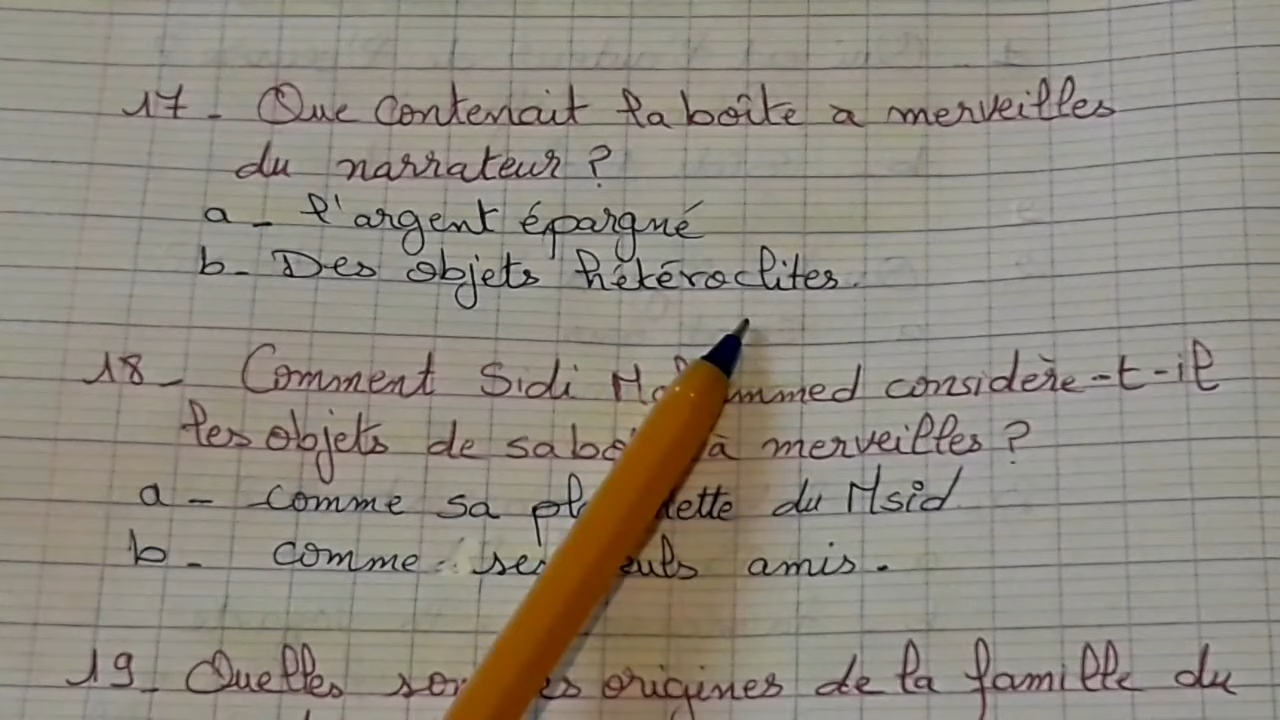 17 - Que contenait la boîte a merveilles
du narrateur ?
a - l'argent épargné
b - Des objets hétéroclites.
18 - Comment Sidi considère-t-il
les objets de sa à merveilles ?
a - comme sa du Msid
b - comme amis.
19 - Quelles origines de la famille du